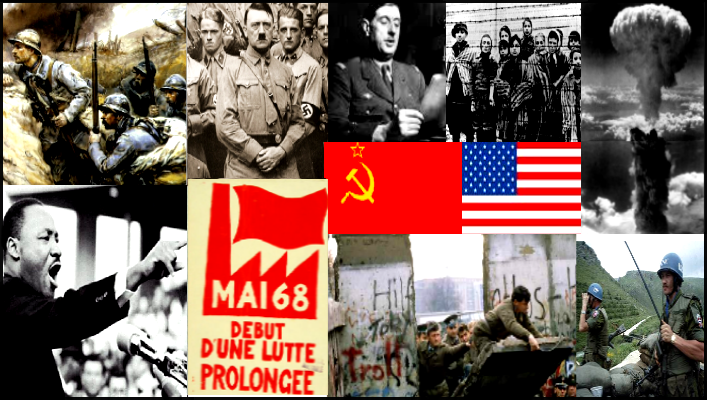 MAI 68
DEBUT
D'UNE LUTTE
PROLONGEE